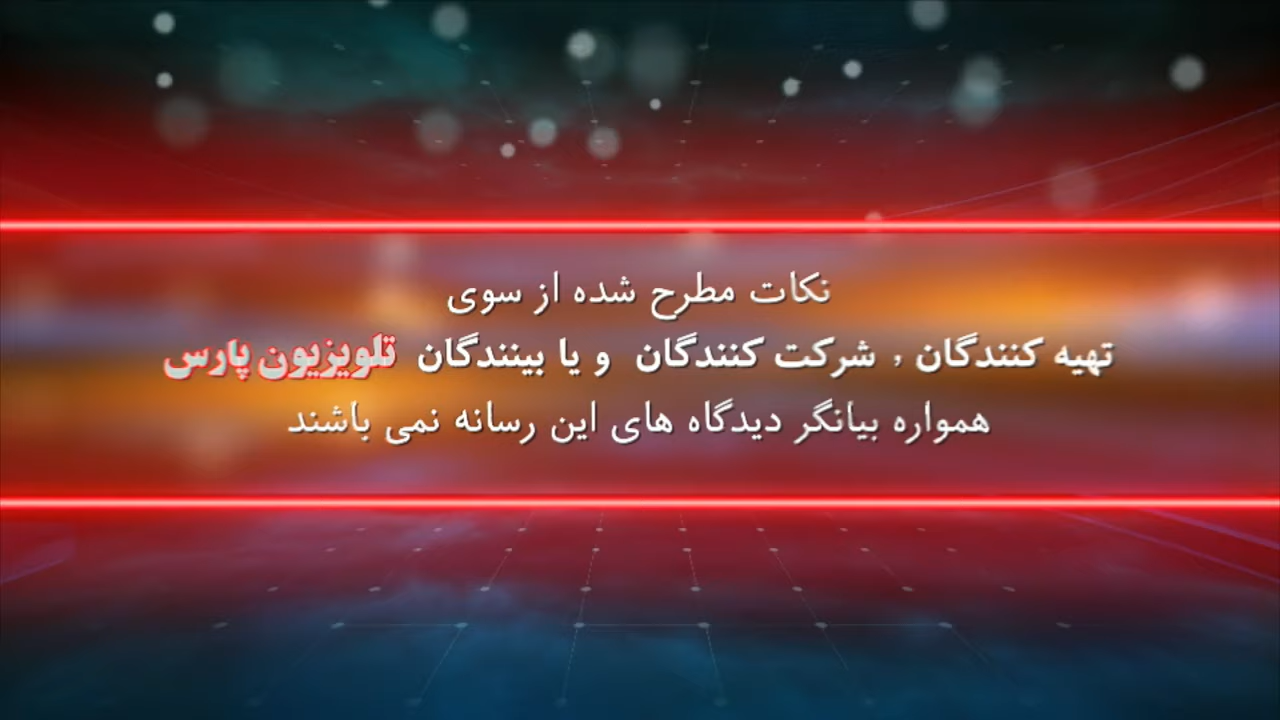 نکات مطرح شده از سوی
تهیه کنندگان , شرکت کنندگان و یا بینندگان تلویزیون پارس
همواره بیانگر دیدگاه های این رسانه نمی باشند